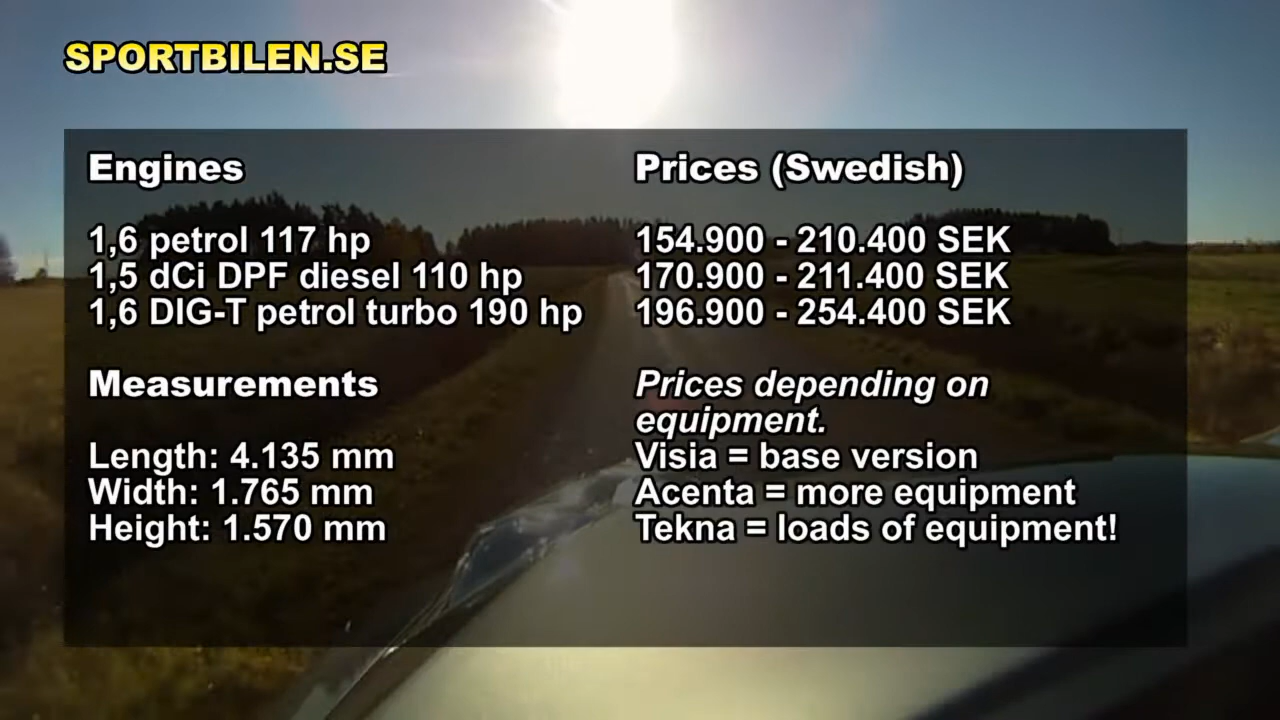 SPORTBILEN.SE
Engines
1,6 petrol 117 hp
1,5 dCi DPF diesel 110 hp
1,6 DIG-T petrol turbo 190 hp
Measurements
Length: 4.135 mm
Width: 1.765 mm
Height: 1.570 mm
Prices (Swedish)
154.900 - 210.400 SEK
170.900 - 211.400 SEK
196.900 - 254.400 SEK
Prices depending on
equipment.
Visia = base version
Acenta = more equipment
Tekna = loads of equipment!